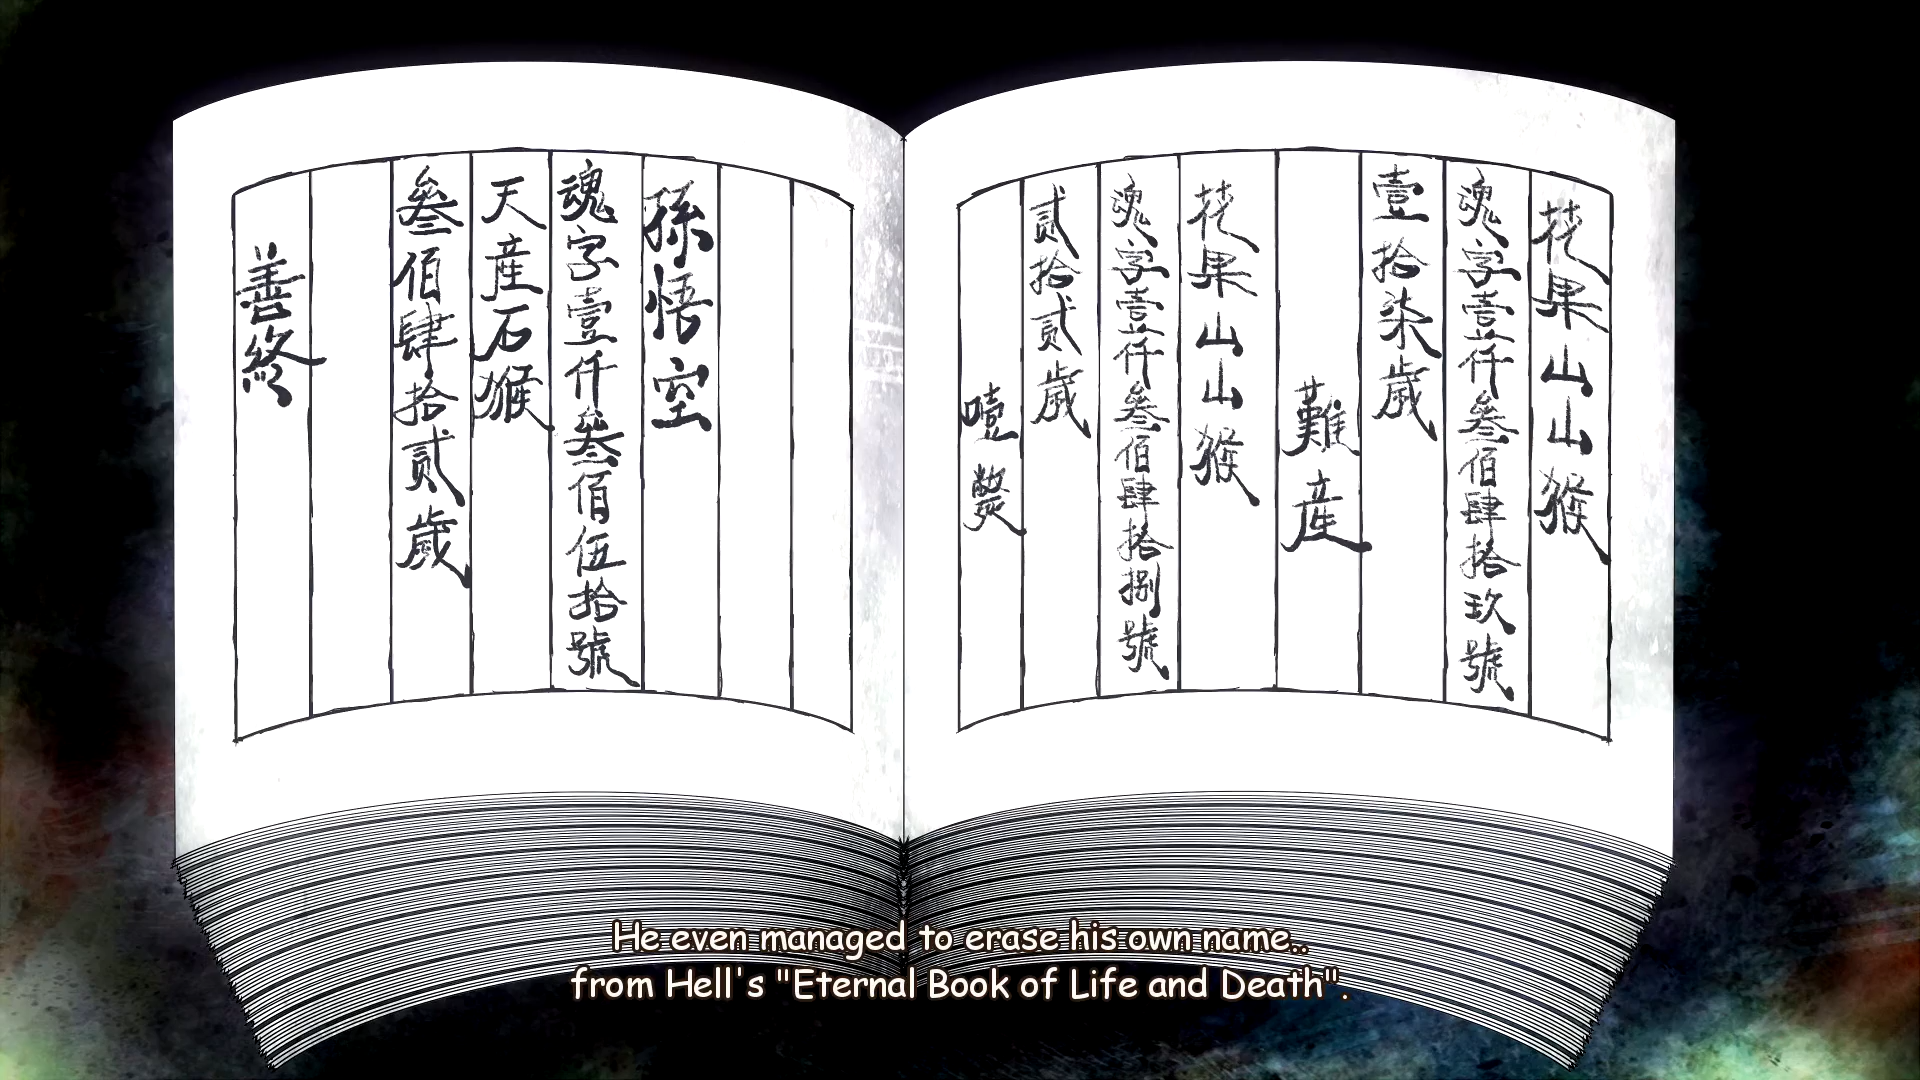 花果山山猴
魂字壹仟叁佰肆拾玖號
壹拾柒歲
難産
花果山山猴
魂字壹仟叁佰肆拾捌號
貳拾貳歲
噎斃
孫悟空
魂字壹仟叁佰伍拾號
天産石猴
叁佰肆拾貳歲
善終
He even managed to erase his own name..
from Hell's "Eternal Book of Life and Death".